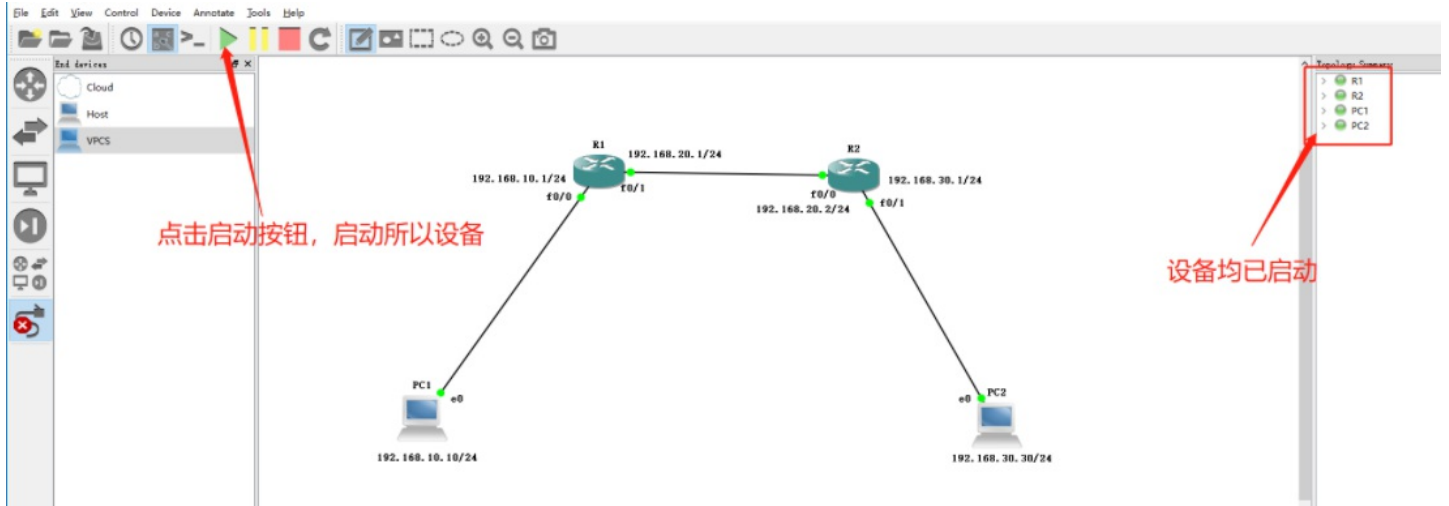 File Edit View Control Device Annotate Tools Help
End devices
Cloud
Host
VPCS
Topology Summary
R1
R2
PC1
PC2
R1
192.168.20.1/24
R2
192.168.10.1/24
f0/0
f0/1
192.168.30.1/24
f0/0
f0/1
192.168.20.2/24
点击启动按钮，启动所以设备
设备均已启动
PC1
e0
192.168.10.10/24
PC2
e0
192.168.30.30/24